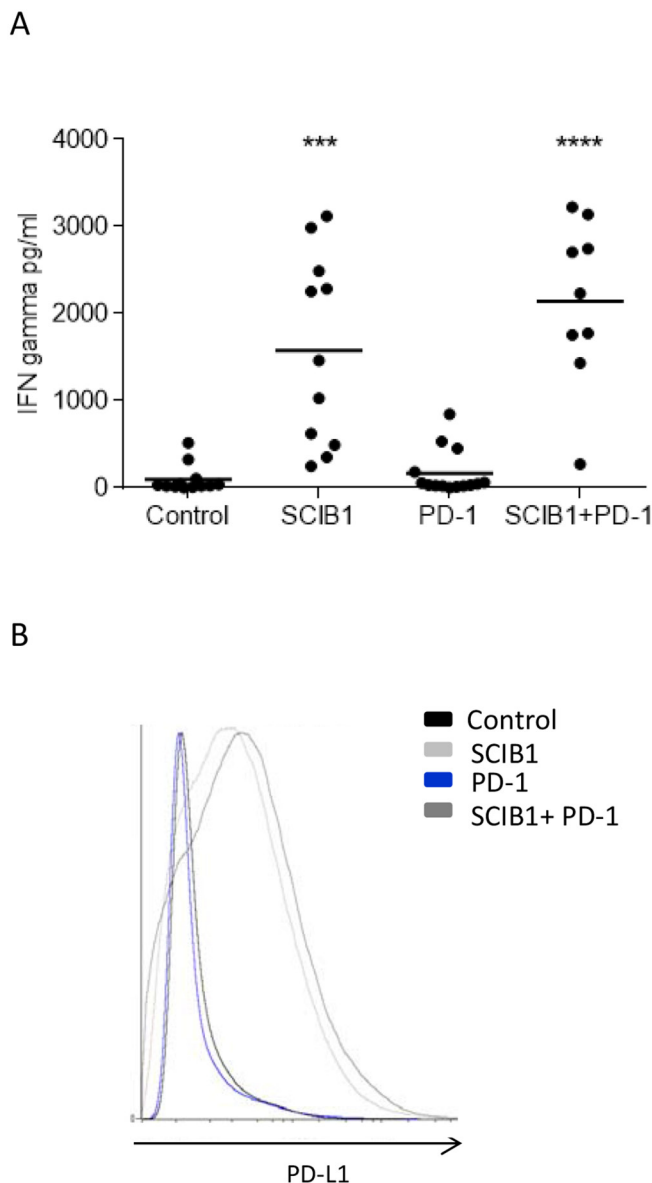 A
IFN gamma pg/ml
4000
3000
2000
1000
0
***
****
Control SCIB1 PD-1 SCIB1+PD-1
B
Control
SCIB1
PD-1
SCIB1+ PD-1
PD-L1